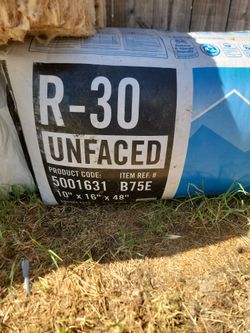 R-30
UNFACED
PRODUCT CODE: ITEM REF. #
5001631 B75E
10" x 16" x 48"